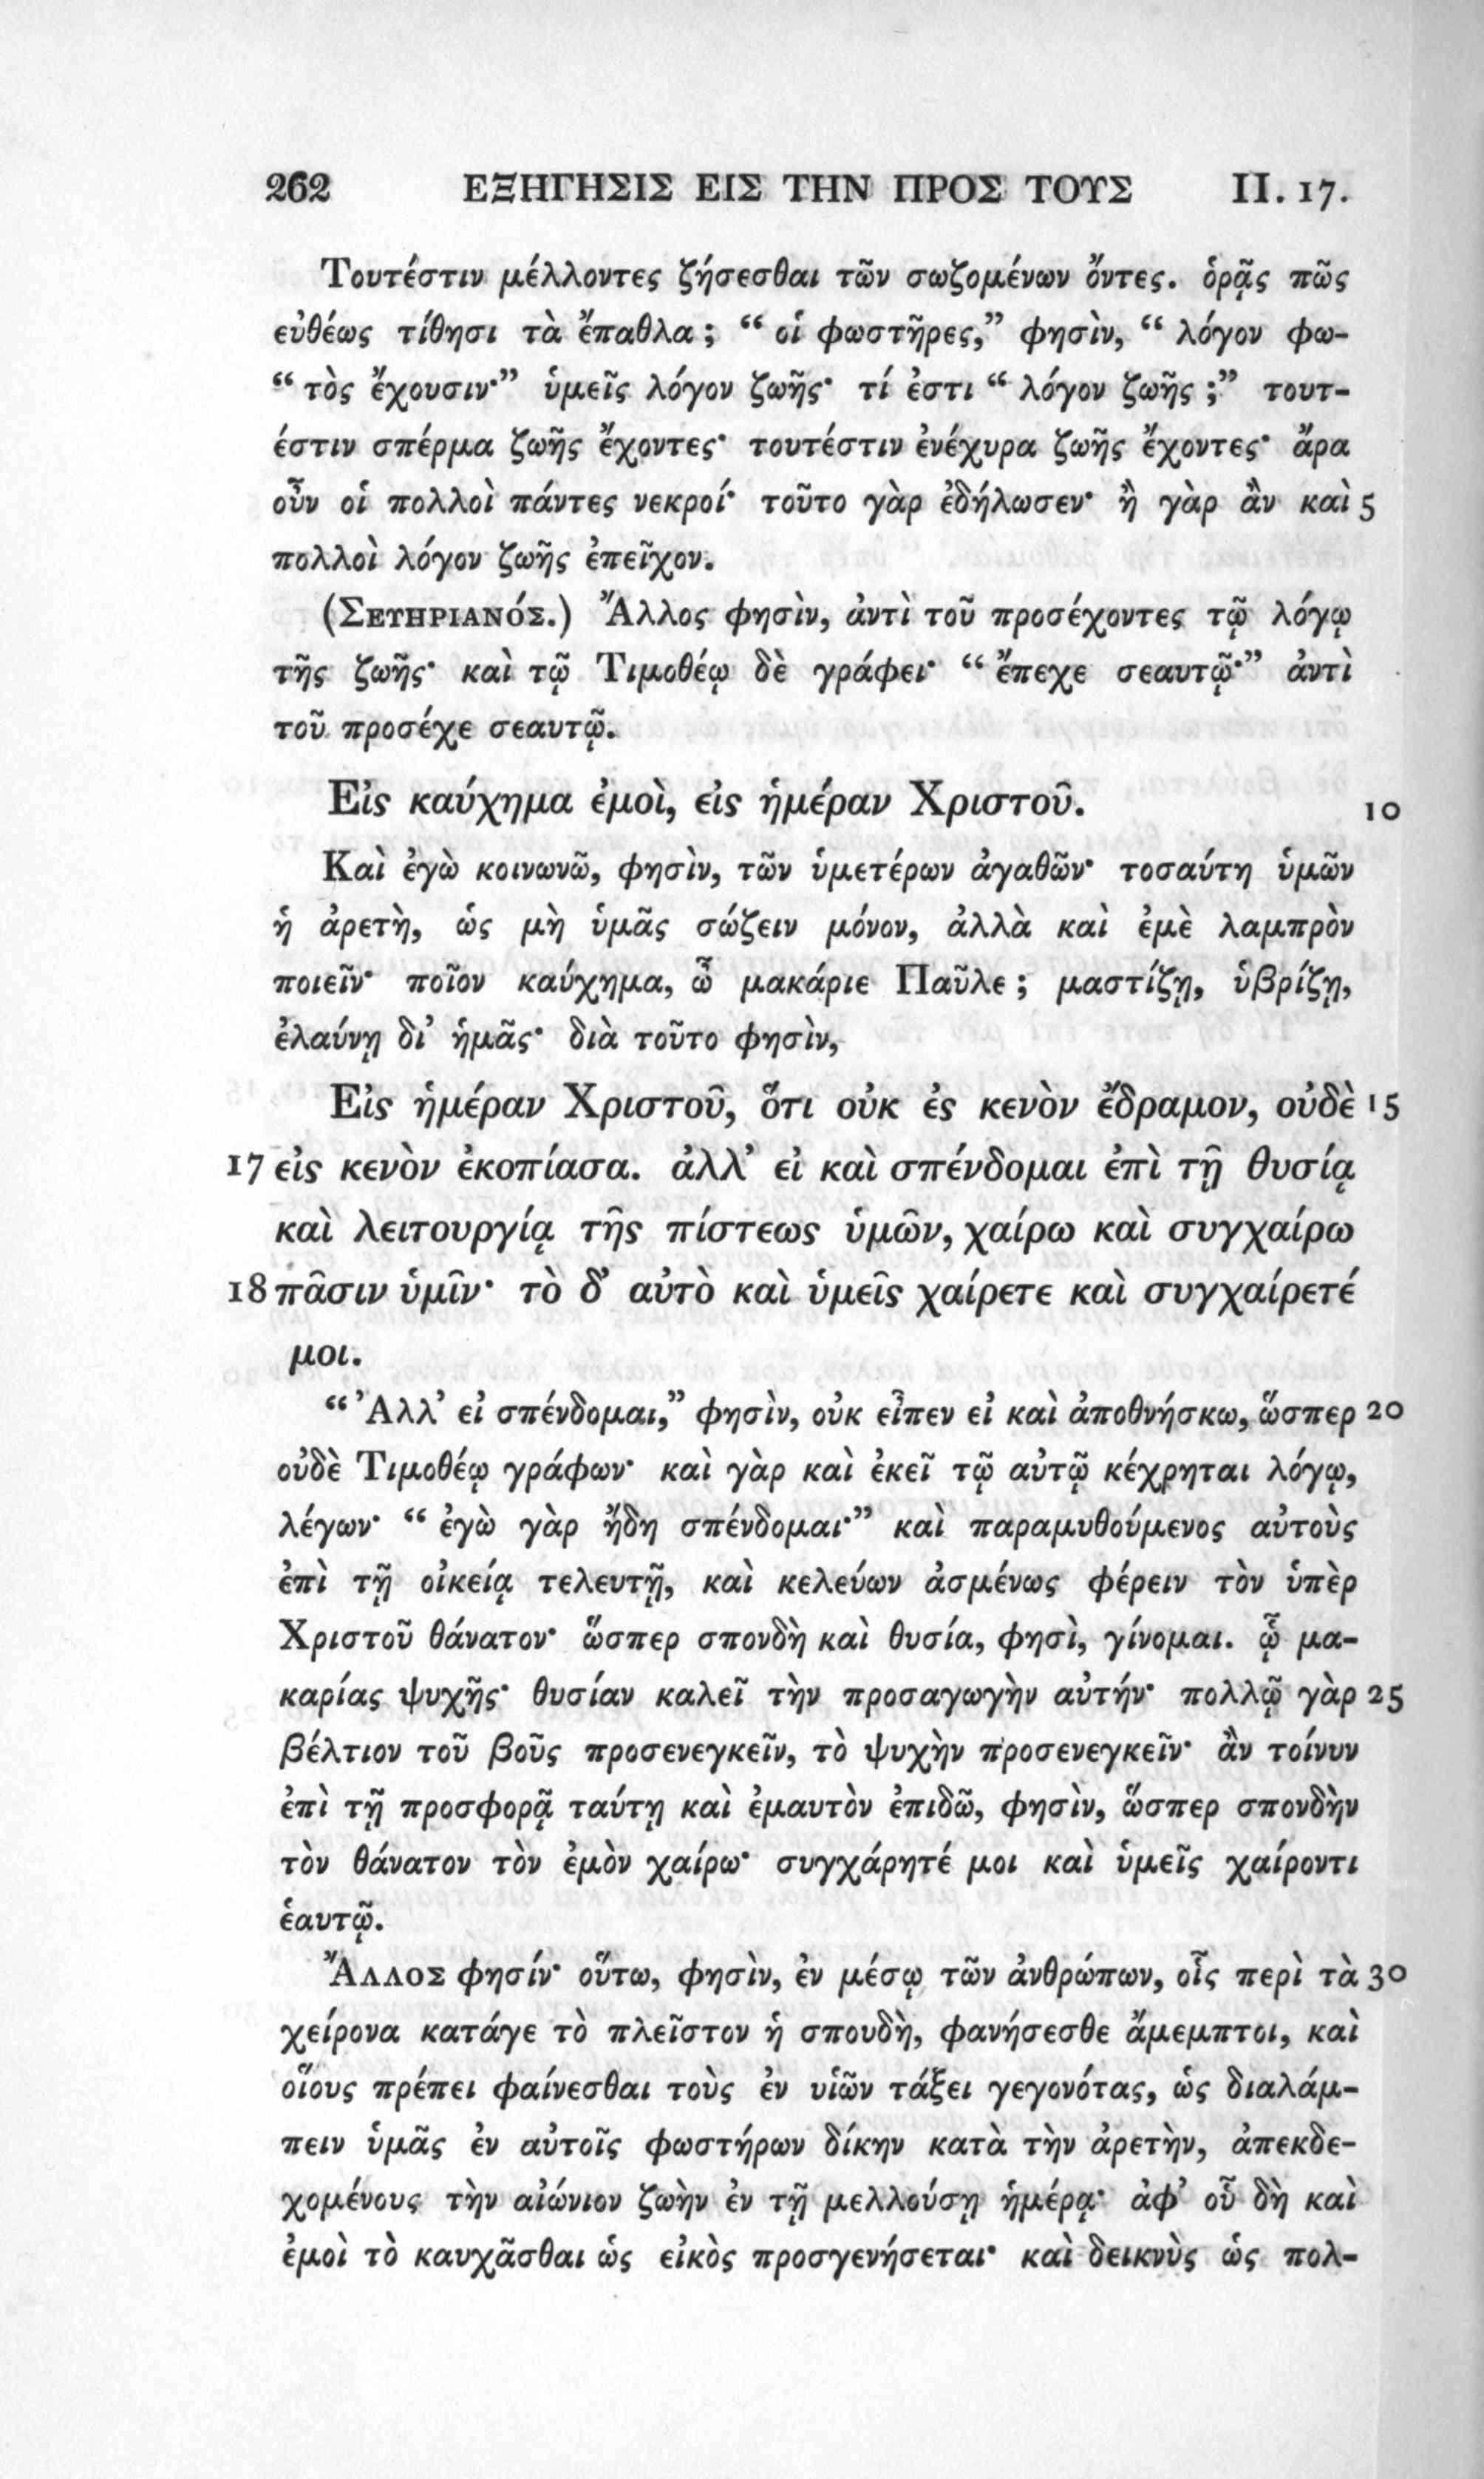 262 ΕΞΗΓΗΣΙΣ ΕΙΣ ΤΗΝ ΠΡΟΣ ΤΟΥΣ II. 17.
Τουτέστιν μέλλοντες ζήσεσθαι τῶν σωζομένων ὄντες. ὁρᾷς πῶς
εὐθέως τίθησι τὰ ἔπαθλα; “ οἱ φωστῆρες,” φησὶν, “ λόγον φω-
“ τὸς ἔχουσιν·” ὑμεῖς λόγον ζωῆς· τί ἐστι “ λόγον ζωῆς ;” τουτ-
έστιν σπέρμα ζωῆς ἔχοντες· τουτέστιν ἐνέχυρα ζωῆς ἔχοντες· ἄρα
οὖν οἱ πολλοὶ πάντες νεκροί· τοῦτο γὰρ ἐδήλωσεν· ἢ γὰρ ἂν καὶ 5
πολλοὶ λόγον ζωῆς ἐπεῖχον.
(Σευηριανός.) Ἄλλος φησὶν, ἀντὶ τοῦ προσέχοντες τῷ λόγῳ
τῆς ζωῆς· καὶ τῷ Τιμοθέῳ δὲ γράφει· “ ἔπεχε σεαυτῷ·” ἀντὶ
τοῦ προσέχε σεαυτῷ.
Εἰς καύχημα ἐμοὶ, εἰς ἡμέραν Χριστοῦ. 10
Καὶ ἐγὼ κοινωνῶ, φησὶν, τῶν ὑμετέρων ἀγαθῶν· τοσαύτη ὑμῶν
ἡ ἀρετὴ, ὡς μὴ ὑμᾶς σώζειν μόνον, ἀλλὰ καὶ ἐμὲ λαμπρὸν
ποιεῖν· ποῖον καύχημα, ὦ μακάριε Παῦλε ; μαστίζῃ, ὑβρίζῃ,
ἐλαύνῃ δι’ ἡμᾶς· διὰ τοῦτο φησὶν,
Εἰς ἡμέραν Χριστοῦ, ὅτι οὐκ ἐς κενὸν ἔδραμον, οὐδὲ 15
17 εἰς κενὸν ἐκοπίασα. ἀλλ’ εἰ καὶ σπένδομαι ἐπὶ τῇ θυσίᾳ
καὶ λειτουργίᾳ τῆς πίστεως ὑμῶν, χαίρω καὶ συγχαίρω
18 πᾶσιν ὑμῖν· τὸ δ’ αὐτὸ καὶ ὑμεῖς χαίρετε καὶ συγχαίρετέ
μοι.
“ Ἀλλ’ εἰ σπένδομαι,” φησὶν, οὐκ εἶπεν εἰ καὶ ἀποθνήσκω, ὥσπερ 20
οὐδὲ Τιμοθέῳ γράφων· καὶ γὰρ καὶ ἐκεῖ τῷ αὐτῷ κέχρηται λόγῳ,
λέγων· “ ἐγὼ γὰρ ἤδη σπένδομαι·” καὶ παραμυθούμενος αὐτοὺς
ἐπὶ τῇ οἰκείᾳ τελευτῇ, καὶ κελεύων ἀσμένως φέρειν τὸν ὑπὲρ
Χριστοῦ θάνατον· ὥσπερ σπονδὴ καὶ θυσία, φησὶ, γίνομαι. ᾦ μα-
καρίας ψυχῆς· θυσίαν καλεῖ τὴν προσαγωγὴν αὐτήν· πολλῷ γὰρ 25
βέλτιον τοῦ βοῦς προσενεγκεῖν, τὸ ψυχὴν προσενεγκεῖν· ἂν τοίνυν
ἐπὶ τῇ προσφορᾷ ταύτῃ καὶ ἐμαυτὸν ἐπιδῶ, φησὶν, ὥσπερ σπονδὴν
τὸν θάνατον τὸν ἐμὸν χαίρω· συγχάρητέ μοι καὶ ὑμεῖς χαίροντι
ἑαυτῷ.
Ἄλλος φησίν· οὕτω, φησὶν, ἐν μέσῳ τῶν ἀνθρώπων, οἷς περὶ τὰ 30
χείρονα κατάγε τὸ πλεῖστον ἡ σπουδὴ, φανήσεσθε ἄμεμπτοι, καὶ
οἵους πρέπει φαίνεσθαι τοὺς ἐν υἱῶν τάξει γεγονότας, ὡς διαλάμ-
πειν ὑμᾶς ἐν αὐτοῖς φωστήρων δίκην κατὰ τὴν ἀρετὴν, ἀπεκδε-
χομένους τὴν αἰώνιον ζωὴν ἐν τῇ μελλούσῃ ἡμέρᾳ· ἀφ’ οὗ δὴ καὶ
ἐμοὶ τὸ καυχᾶσθαι ὡς εἰκὸς προσγενήσεται· καὶ δεικνὺς ὡς πολ-